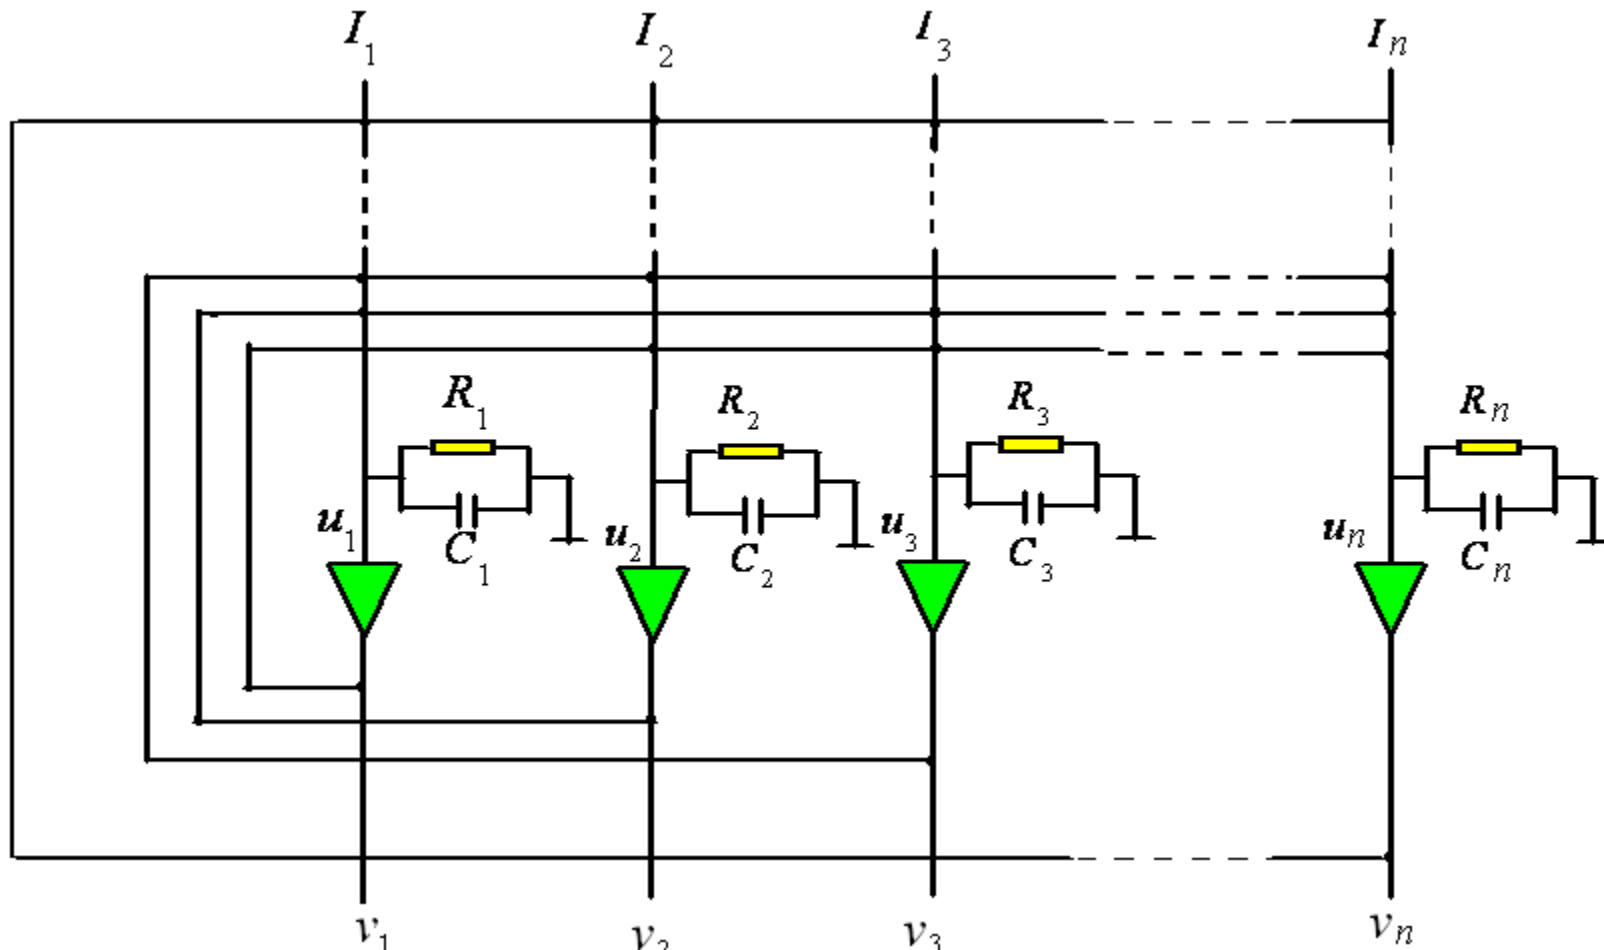 I₁ I₂ I₃ Iₙ
R₁ R₂ R₃ Rₙ
u₁ u₂ u₃ uₙ
C₁ C₂ C₃ Cₙ
v₁ v₂ v₃ vₙ